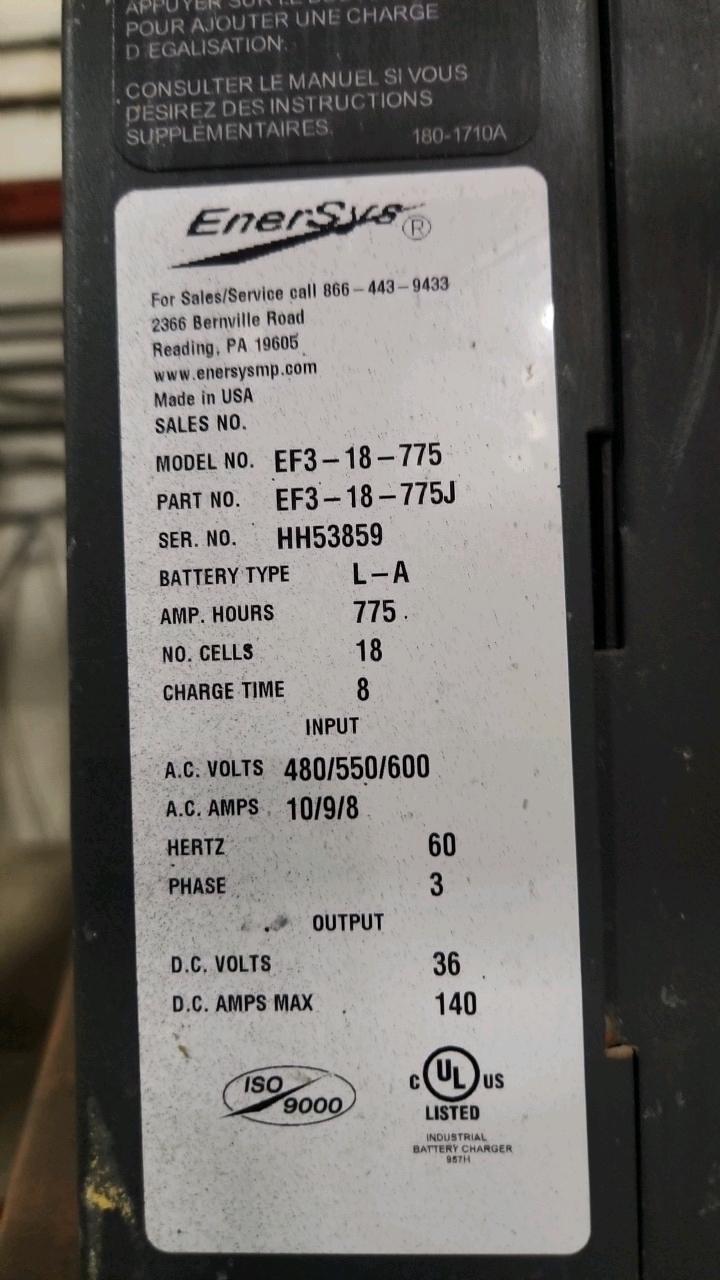 POUR AJOUTER UNE CHARGE
D'EGALISATION.
CONSULTER LE MANUEL SI VOUS
DESIREZ DES INSTRUCTIONS
SUPPLEMENTAIRES. 180-1710A
EnerSys®
For Sales/Service call 866-443-9433
2366 Bernville Road
Reading, PA 19605
www.enersysmp.com
Made in USA
SALES NO.
MODEL NO. EF3-18-775
PART NO. EF3-18-775J
SER. NO. HH53859
BATTERY TYPE L-A
AMP. HOURS 775
NO. CELLS 18
CHARGE TIME 8
INPUT
A.C. VOLTS 480/550/600
A.C. AMPS 10/9/8
HERTZ 60
PHASE 3
OUTPUT
D.C. VOLTS 36
D.C. AMPS MAX 140
ISO
9000
C UL US
LISTED
INDUSTRIAL
BATTERY CHARGER
957H